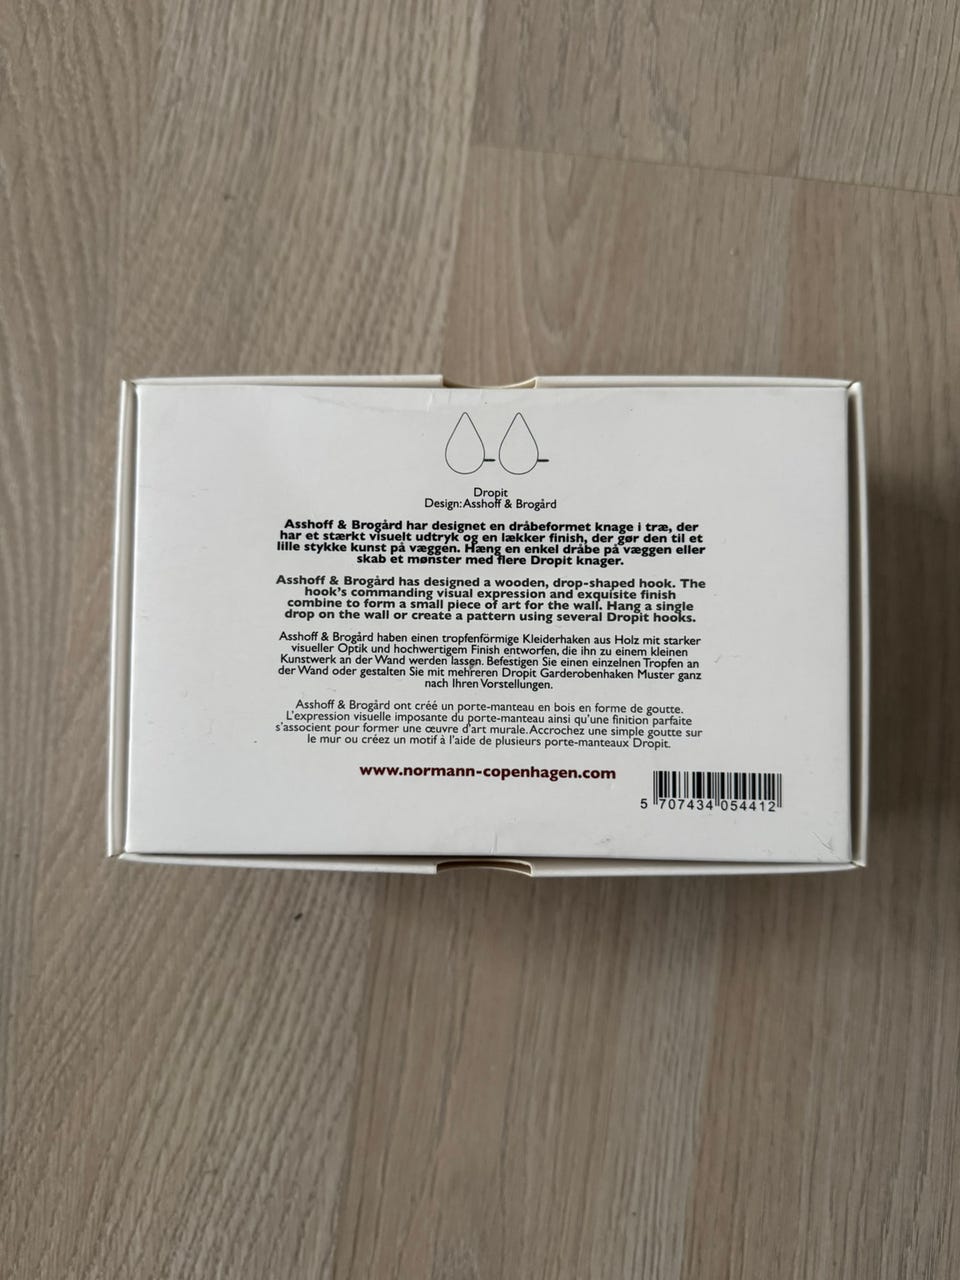 Dropit
Design: Asshoff & Brogård
Asshoff & Brogård har designet en dråbeformet knage i træ, der
har et stærkt visuelt udtryk og en lækker finish, der gør den til et
lille stykke kunst på væggen. Hæng en enkel dråbe på væggen eller
skab et mønster med flere Dropit knager.
Asshoff & Brogård has designed a wooden, drop-shaped hook. The
hook's commanding visual expression and exquisite finish
combine to form a small piece of art for the wall. Hang a single
drop on the wall or create a pattern using several Dropit hooks.
Asshoff & Brogård haben einen tropfenförmige Kleiderhaken aus Holz mit starker
visueller Optik und hochwertigem Finish entworfen, die ihn zu einem kleinen
Kunstwerk an der Wand werden lassen. Befestigen Sie einen einzelnen Tropfen an
der Wand oder gestalten Sie mit mehreren Dropit Garderobenhaken Muster ganz
nach Ihren Vorstellungen.
Asshoff & Brogård ont créé un porte-manteau en bois en forme de goutte.
L'expression visuelle imposante du porte-manteau ainsi qu'une finition parfaite
s'associent pour former une œuvre d'art murale. Accrochez une simple goutte sur
le mur ou créez un motif à l'aide de plusieurs porte-manteaux Dropit.
www.normann-copenhagen.com
5 707434 054412